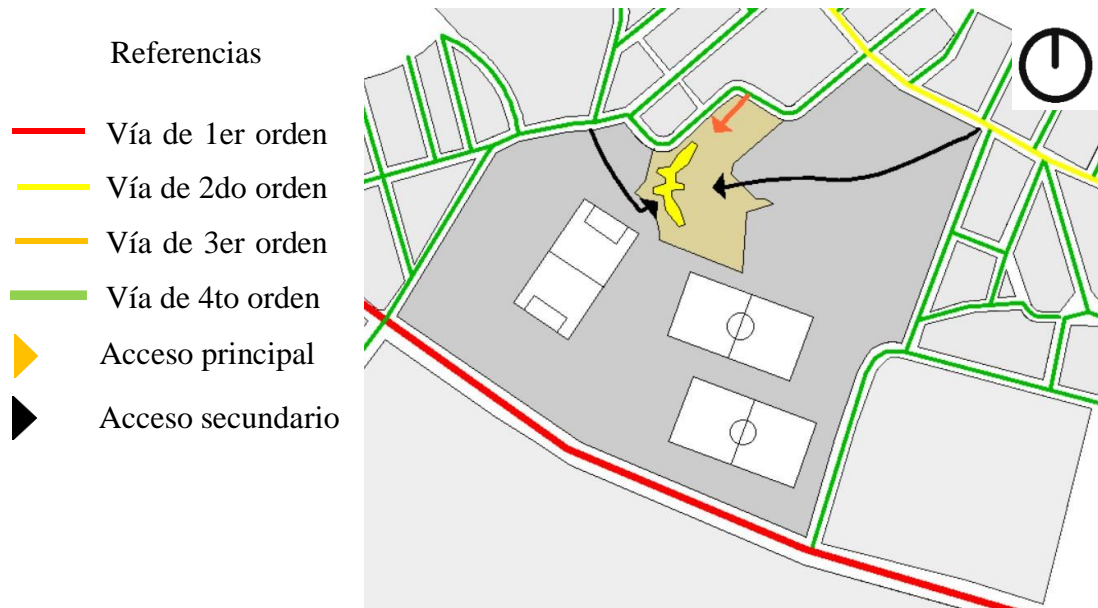 Referencias
Vía de 1er orden
Vía de 2do orden
Vía de 3er orden
Vía de 4to orden
Acceso principal
Acceso secundario